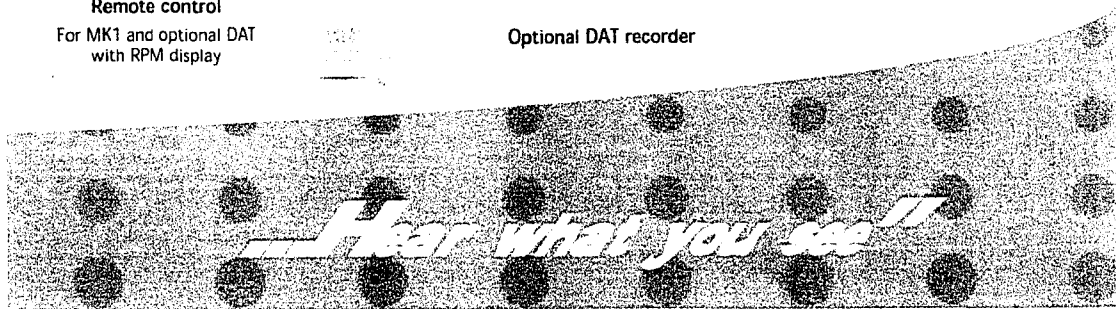 Remote control
For MK1 and optional DAT
with RPM display
Optional DAT recorder
...Hear what you see"